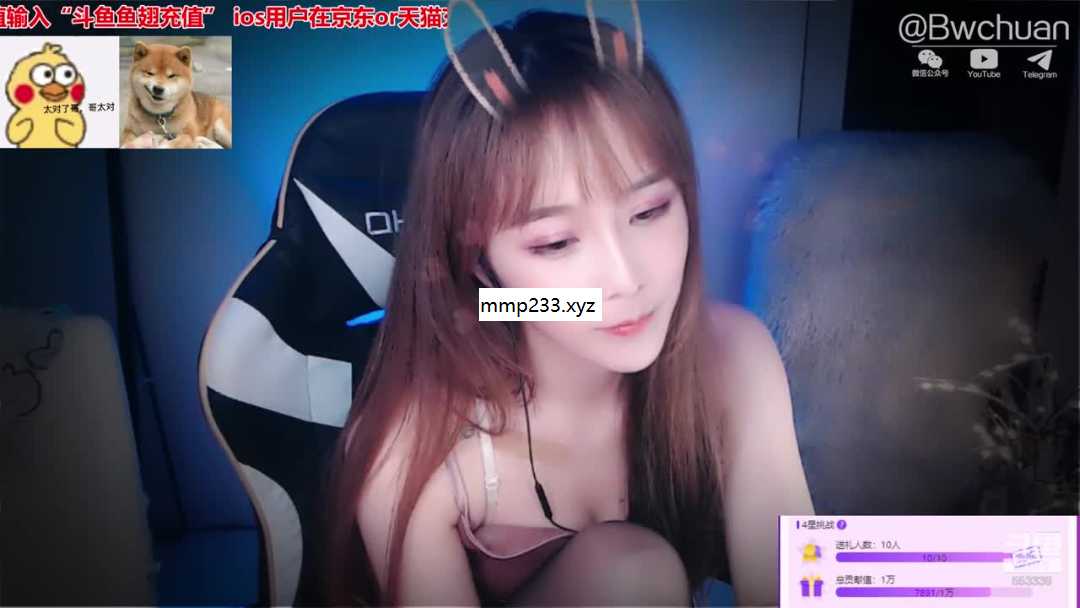 值输入“斗鱼鱼翅充值” ios用户在京东or天猫充
@Bwchuan
微信公众号
YouTube
Telegram
太对了哥，哥太对
mmp233.xyz
4星挑战
?
送礼人数：10人
10/10
总贡献值：1万
7891/1万